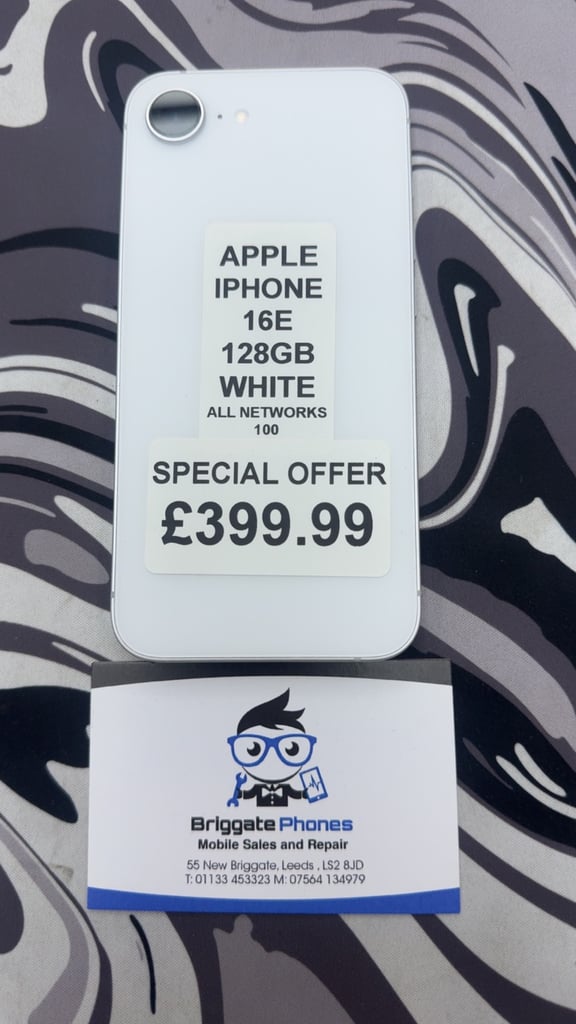 APPLE
IPHONE
16E
128GB
WHITE
ALL NETWORKS
100
SPECIAL OFFER
£399.99
Briggate Phones
Mobile Sales and Repair
55 New Briggate, Leeds , LS2 8JD
T: 01133 453323 M: 07564 134979